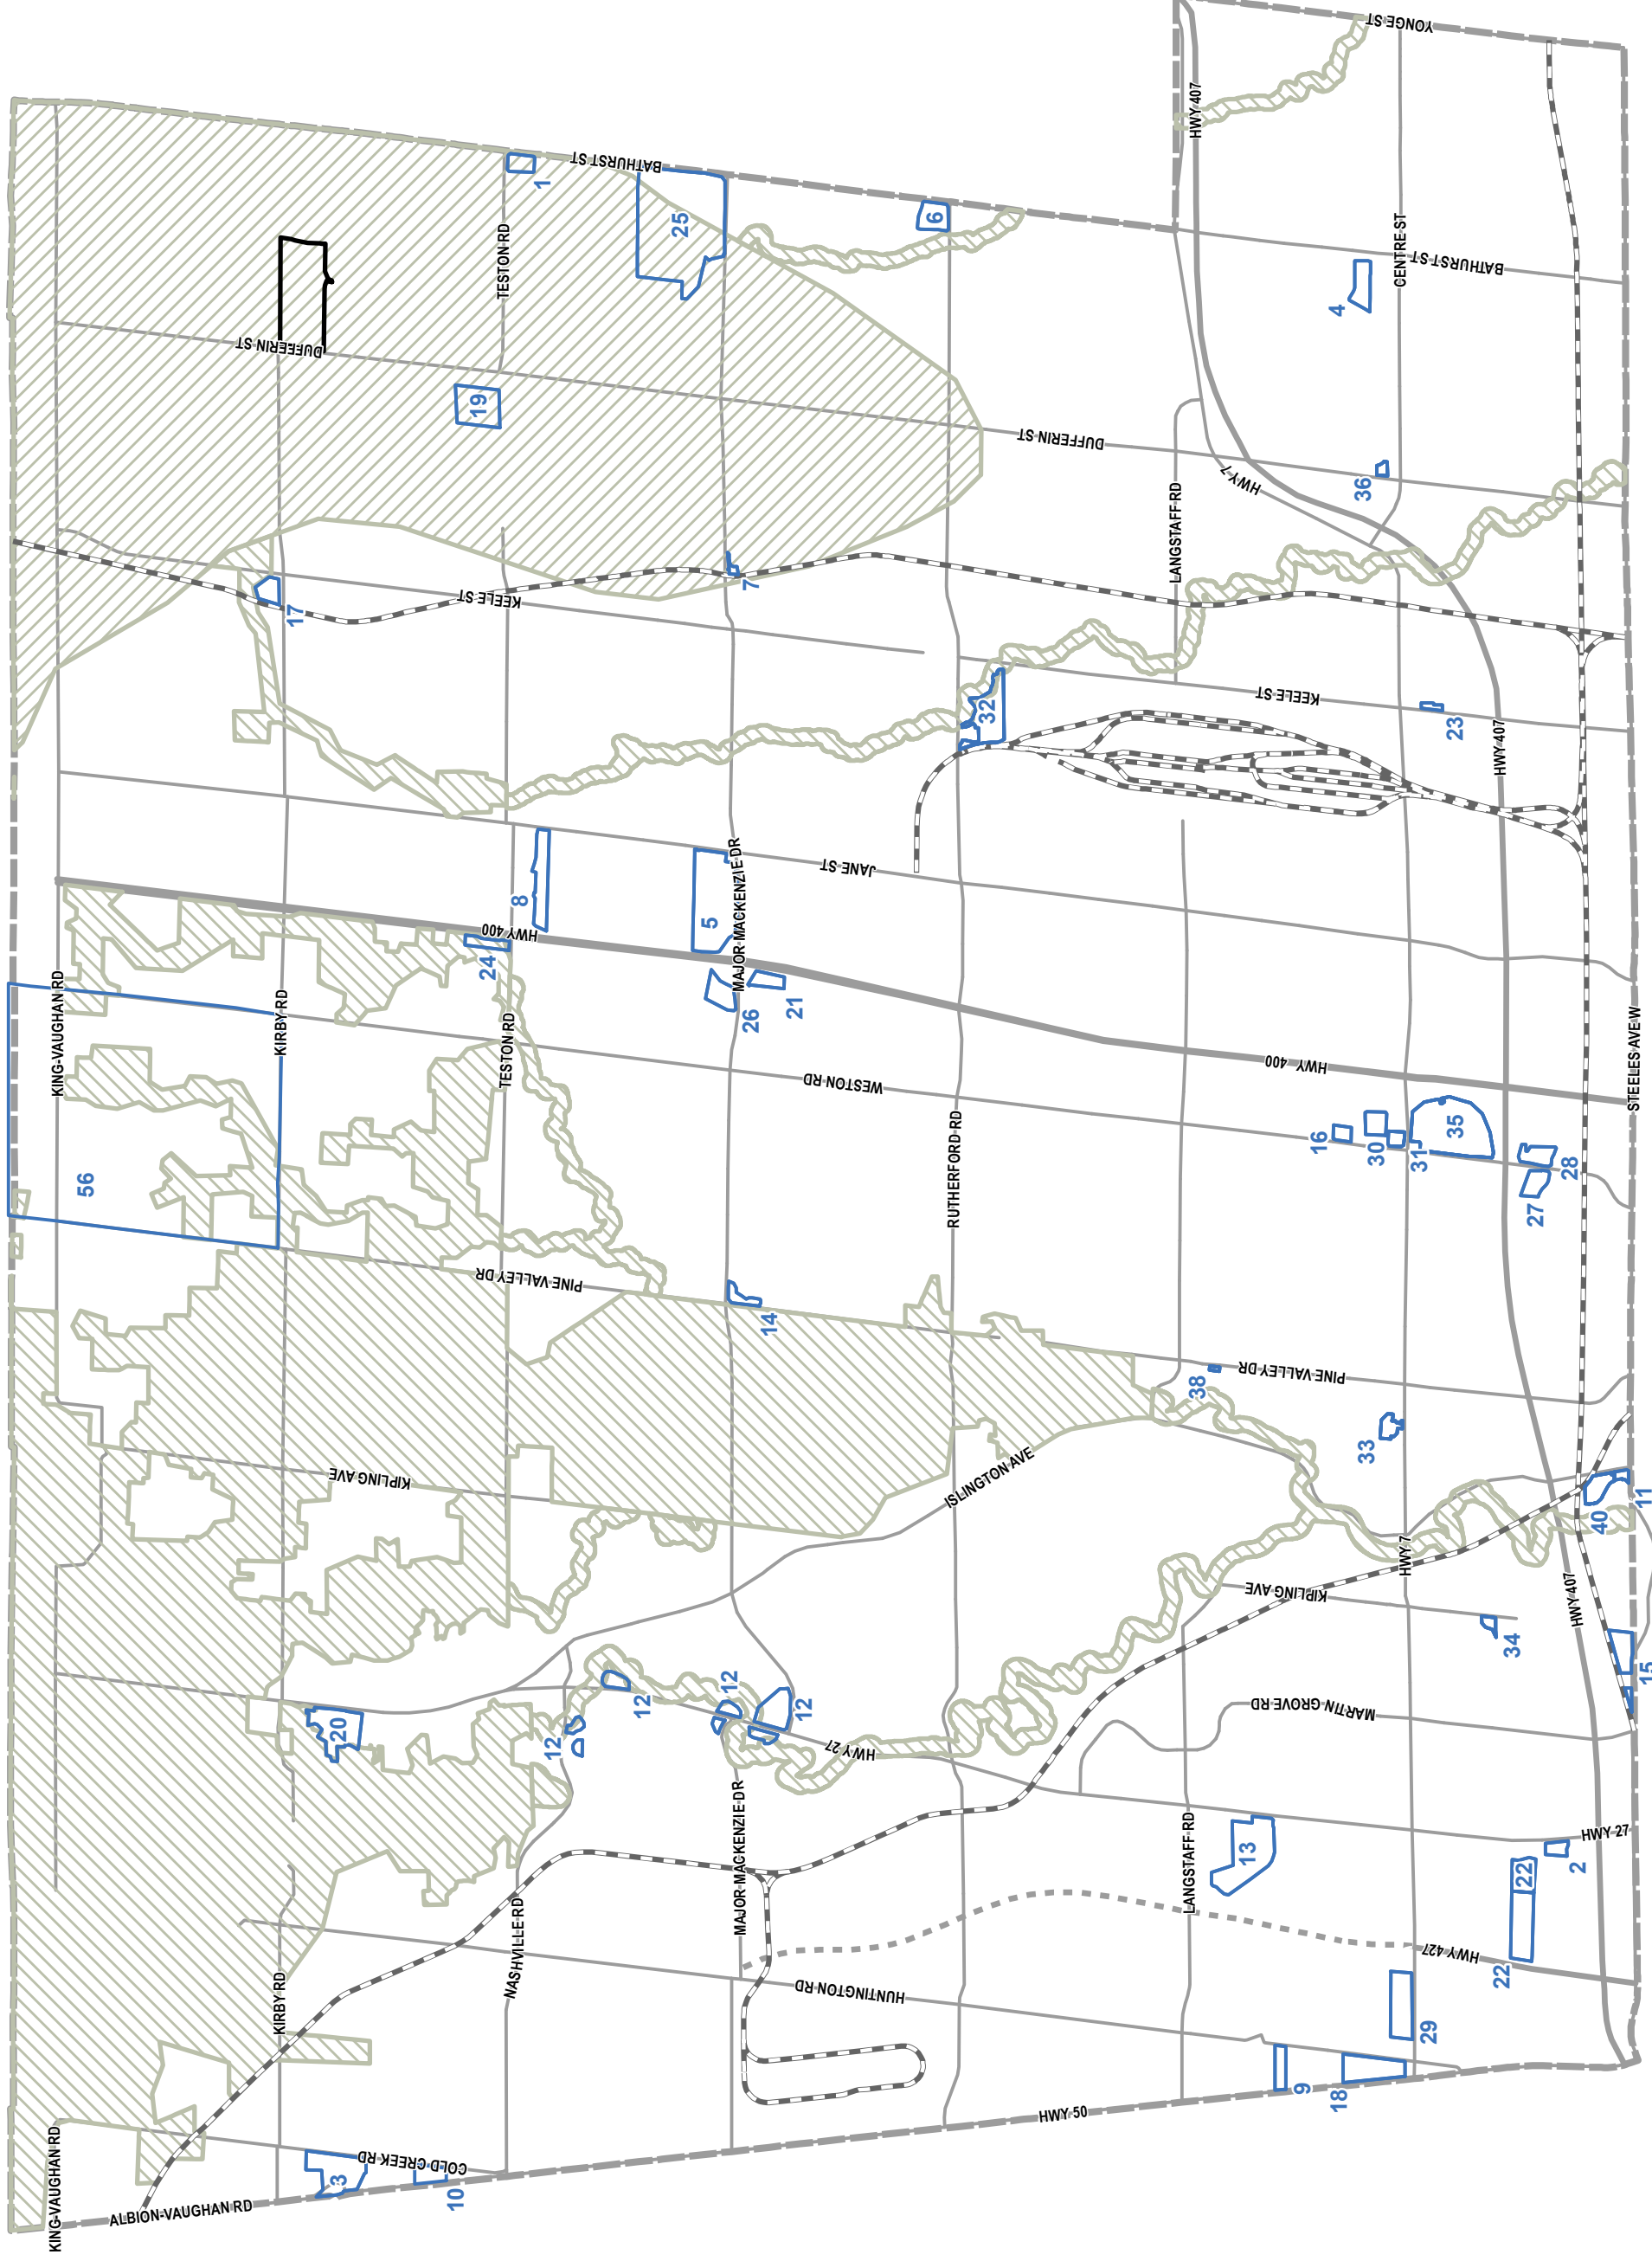 YONGE ST
HWY 407
BATHURST ST
1
TESTON RD
25
6
CENTRE ST
BATHURST ST
4
DUFFERIN ST
19
DUFFERIN ST
HWY 7
36
LANGSTAFF RD
7
17
KEELE ST
32
KEELE ST
23
HWY 407
8
HWY 400
24
5
MAJOR MACKENZIE DR
JANE ST
26
21
KING-VAUGHAN RD
KIRBY RD
TESTON RD
WESTON RD
HWY 400
STEELES AVE W
56
RUTHERFORD RD
16
30
31
35
28
27
PINE VALLEY DR
14
38
PINE VALLEY DR
33
KIPLING AVE
ISLINGTON AVE
11
40
HWY 7
KIPLING AVE
HWY 407
34
15
20
12
12
12
12
HWY 27
MARTIN GROVE RD
MAJOR MACKENZIE DR
LANGSTAFF RD
13
HWY 27
2
22
22
HWY 427
NASHVILLE RD
KIRBY RD
HUNTINGTON RD
29
9
18
HWY 50
KING-VAUGHAN RD
ALBION-VAUGHAN RD
3
COLD CREEK RD
10